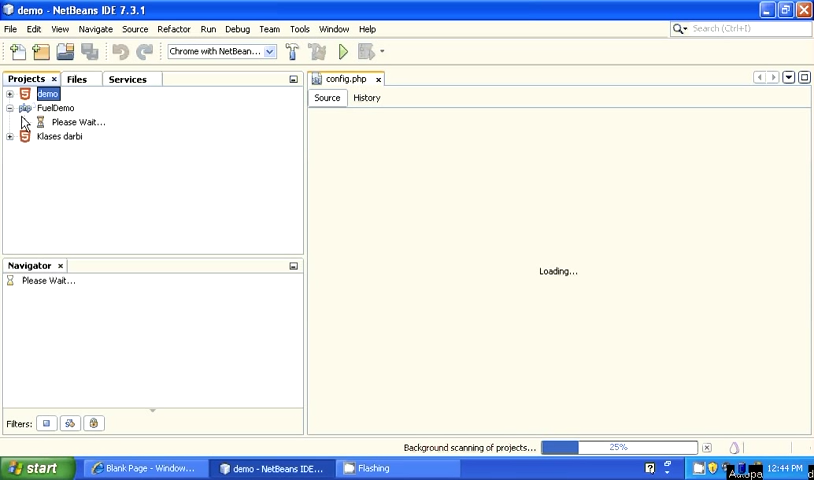 demo - NetBeans IDE 7.3.1
File Edit View Navigate Source Refactor Run Debug Team Tools Window Help
Search (Ctrl+I)
Chrome with NetBean...
Projects Files Services
demo
FuelDemo
Please Wait...
Klases darbi
Navigator
Please Wait...
Filters:
config.php
Source History
Loading...
Background scanning of projects... 25%
start Blank Page - Window... demo - NetBeans IDE... Flashing 12:44 PM